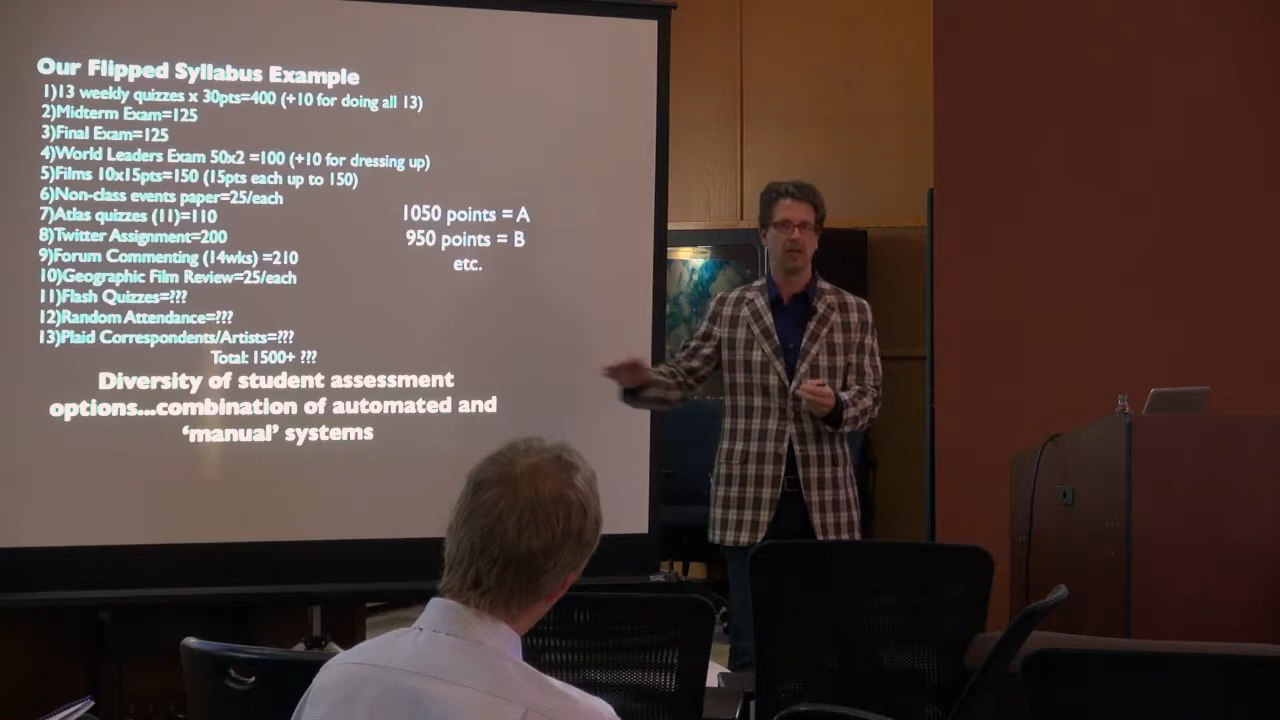 Our Flipped Syllabus Example
1)13 weekly quizzes x 30pts=400 (+10 for doing all 13)
2)Midterm Exam=125
3)Final Exam=125
4)World Leaders Exam 50x2 =100 (+10 for dressing up)
5)Films 10x15pts=150 (15pts each up to 150)
6)Non-class events paper=25/each
7)Atlas quizzes (11)=110
8)Twitter Assignment=200
9)Forum Commenting (14wks) =210
10)Geographic Film Review=25/each
11)Flash Quizzes=???
12)Random Attendance=???
13)Plaid Correspondents/Artists=???
Total: 1500+ ???
1050 points = A
950 points = B
etc.
Diversity of student assessment
options...combination of automated and
‘manual’ systems